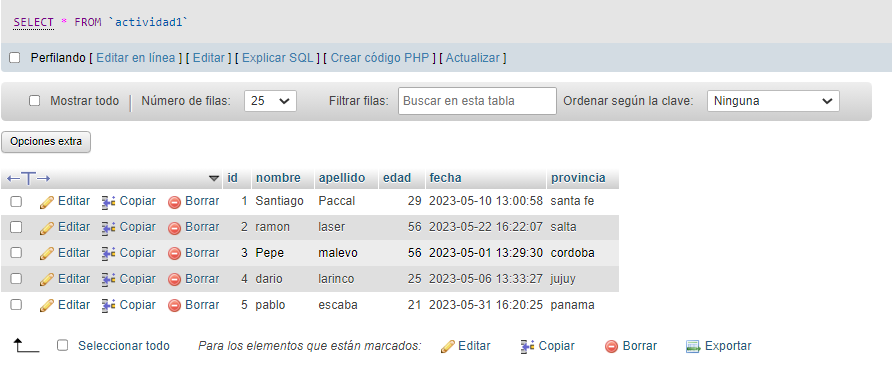 SELECT * FROM `actividad1`
Perfilando [ Editar en línea ] [ Editar ] [ Explicar SQL ] [ Crear código PHP ] [ Actualizar ]
Mostrar todo | Número de filas: 25 Filtrar filas: Buscar en esta tabla Ordenar según la clave: Ninguna
Opciones extra
←T→ id nombre apellido edad fecha provincia
Editar Copiar Borrar 1 Santiago Paccal 29 2023-05-10 13:00:58 santa fe
Editar Copiar Borrar 2 ramon laser 56 2023-05-22 16:22:07 salta
Editar Copiar Borrar 3 Pepe malevo 56 2023-05-01 13:29:30 cordoba
Editar Copiar Borrar 4 dario larinco 25 2023-05-06 13:33:27 jujuy
Editar Copiar Borrar 5 pablo escaba 21 2023-05-31 16:20:25 panama
Seleccionar todo Para los elementos que están marcados: Editar Copiar Borrar Exportar